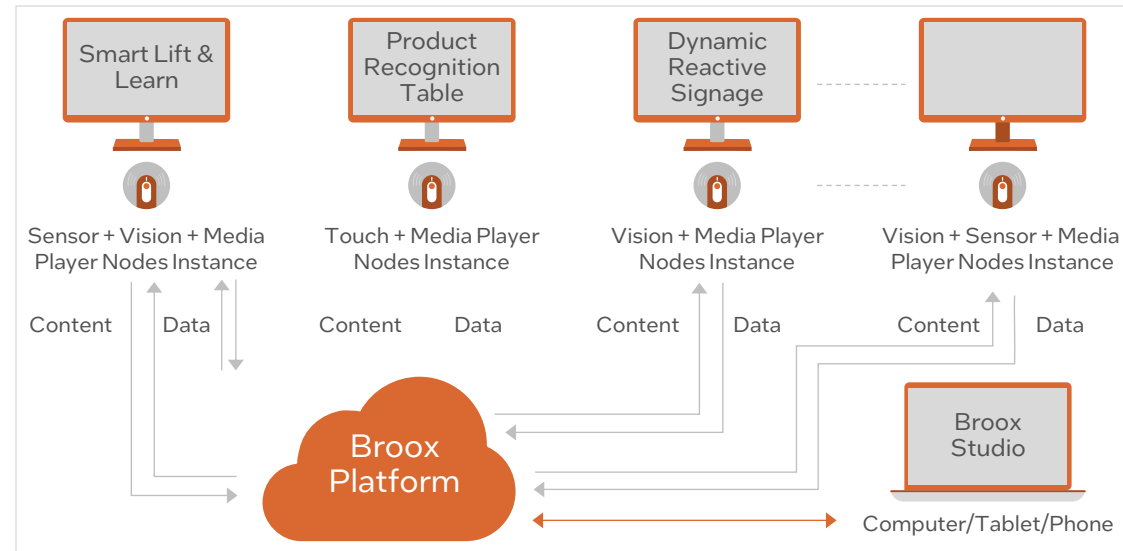 Smart Lift &
Learn
Product
Recognition
Table
Dynamic
Reactive
Signage
Sensor + Vision + Media
Player Nodes Instance
Touch + Media Player
Nodes Instance
Vision + Media Player
Nodes Instance
Vision + Sensor + Media
Player Nodes Instance
Content
Data
Content
Data
Content
Data
Content
Data
Broox
Platform
Broox
Studio
Computer/Tablet/Phone